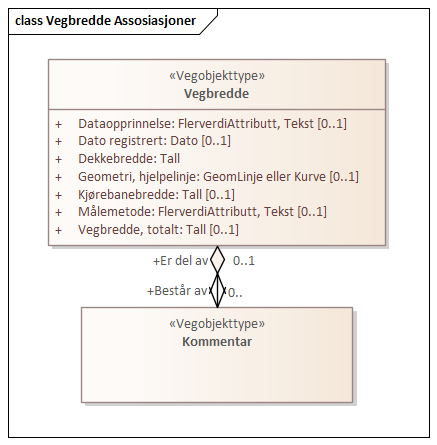 class Vegbredde Assosiasjoner
«Vegobjekttype»
Vegbredde
+ Dataopprinnelse: FlerverdiAttributt, Tekst [0..1]
+ Dato registrert: Dato [0..1]
+ Dekkebredde: Tall
+ Geometri, hjelpelinje: GeomLinje eller Kurve [0..1]
+ Kjørebanebredde: Tall [0..1]
+ Målemetode: FlerverdiAttributt, Tekst [0..1]
+ Vegbredde, totalt: Tall [0..1]
+Er del av 0..1
+Består av 0..
«Vegobjekttype»
Kommentar